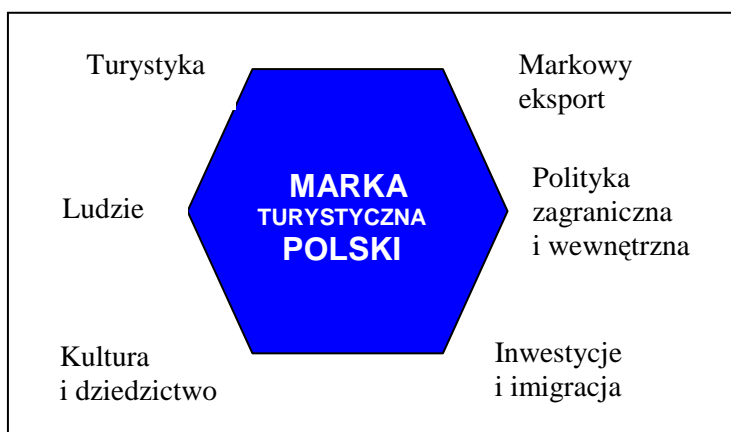 Turystyka
Markowy
eksport
Ludzie
MARKA
TURYSTYCZNA
POLSKI
Polityka
zagraniczna
i wewnętrzna
Kultura
i dziedzictwo
Inwestycje
i imigracja